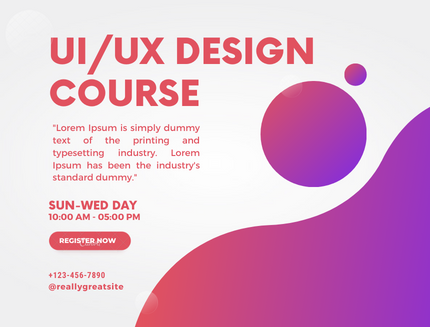 UI/UX DESIGN
COURSE
"Lorem Ipsum is simply dummy
text of the printing and
typesetting industry. Lorem
Ipsum has been the industry's
standard dummy."
SUN-WED DAY
10:00 AM - 05:00 PM
REGISTER NOW
+123-456-7890
@reallygreatsite